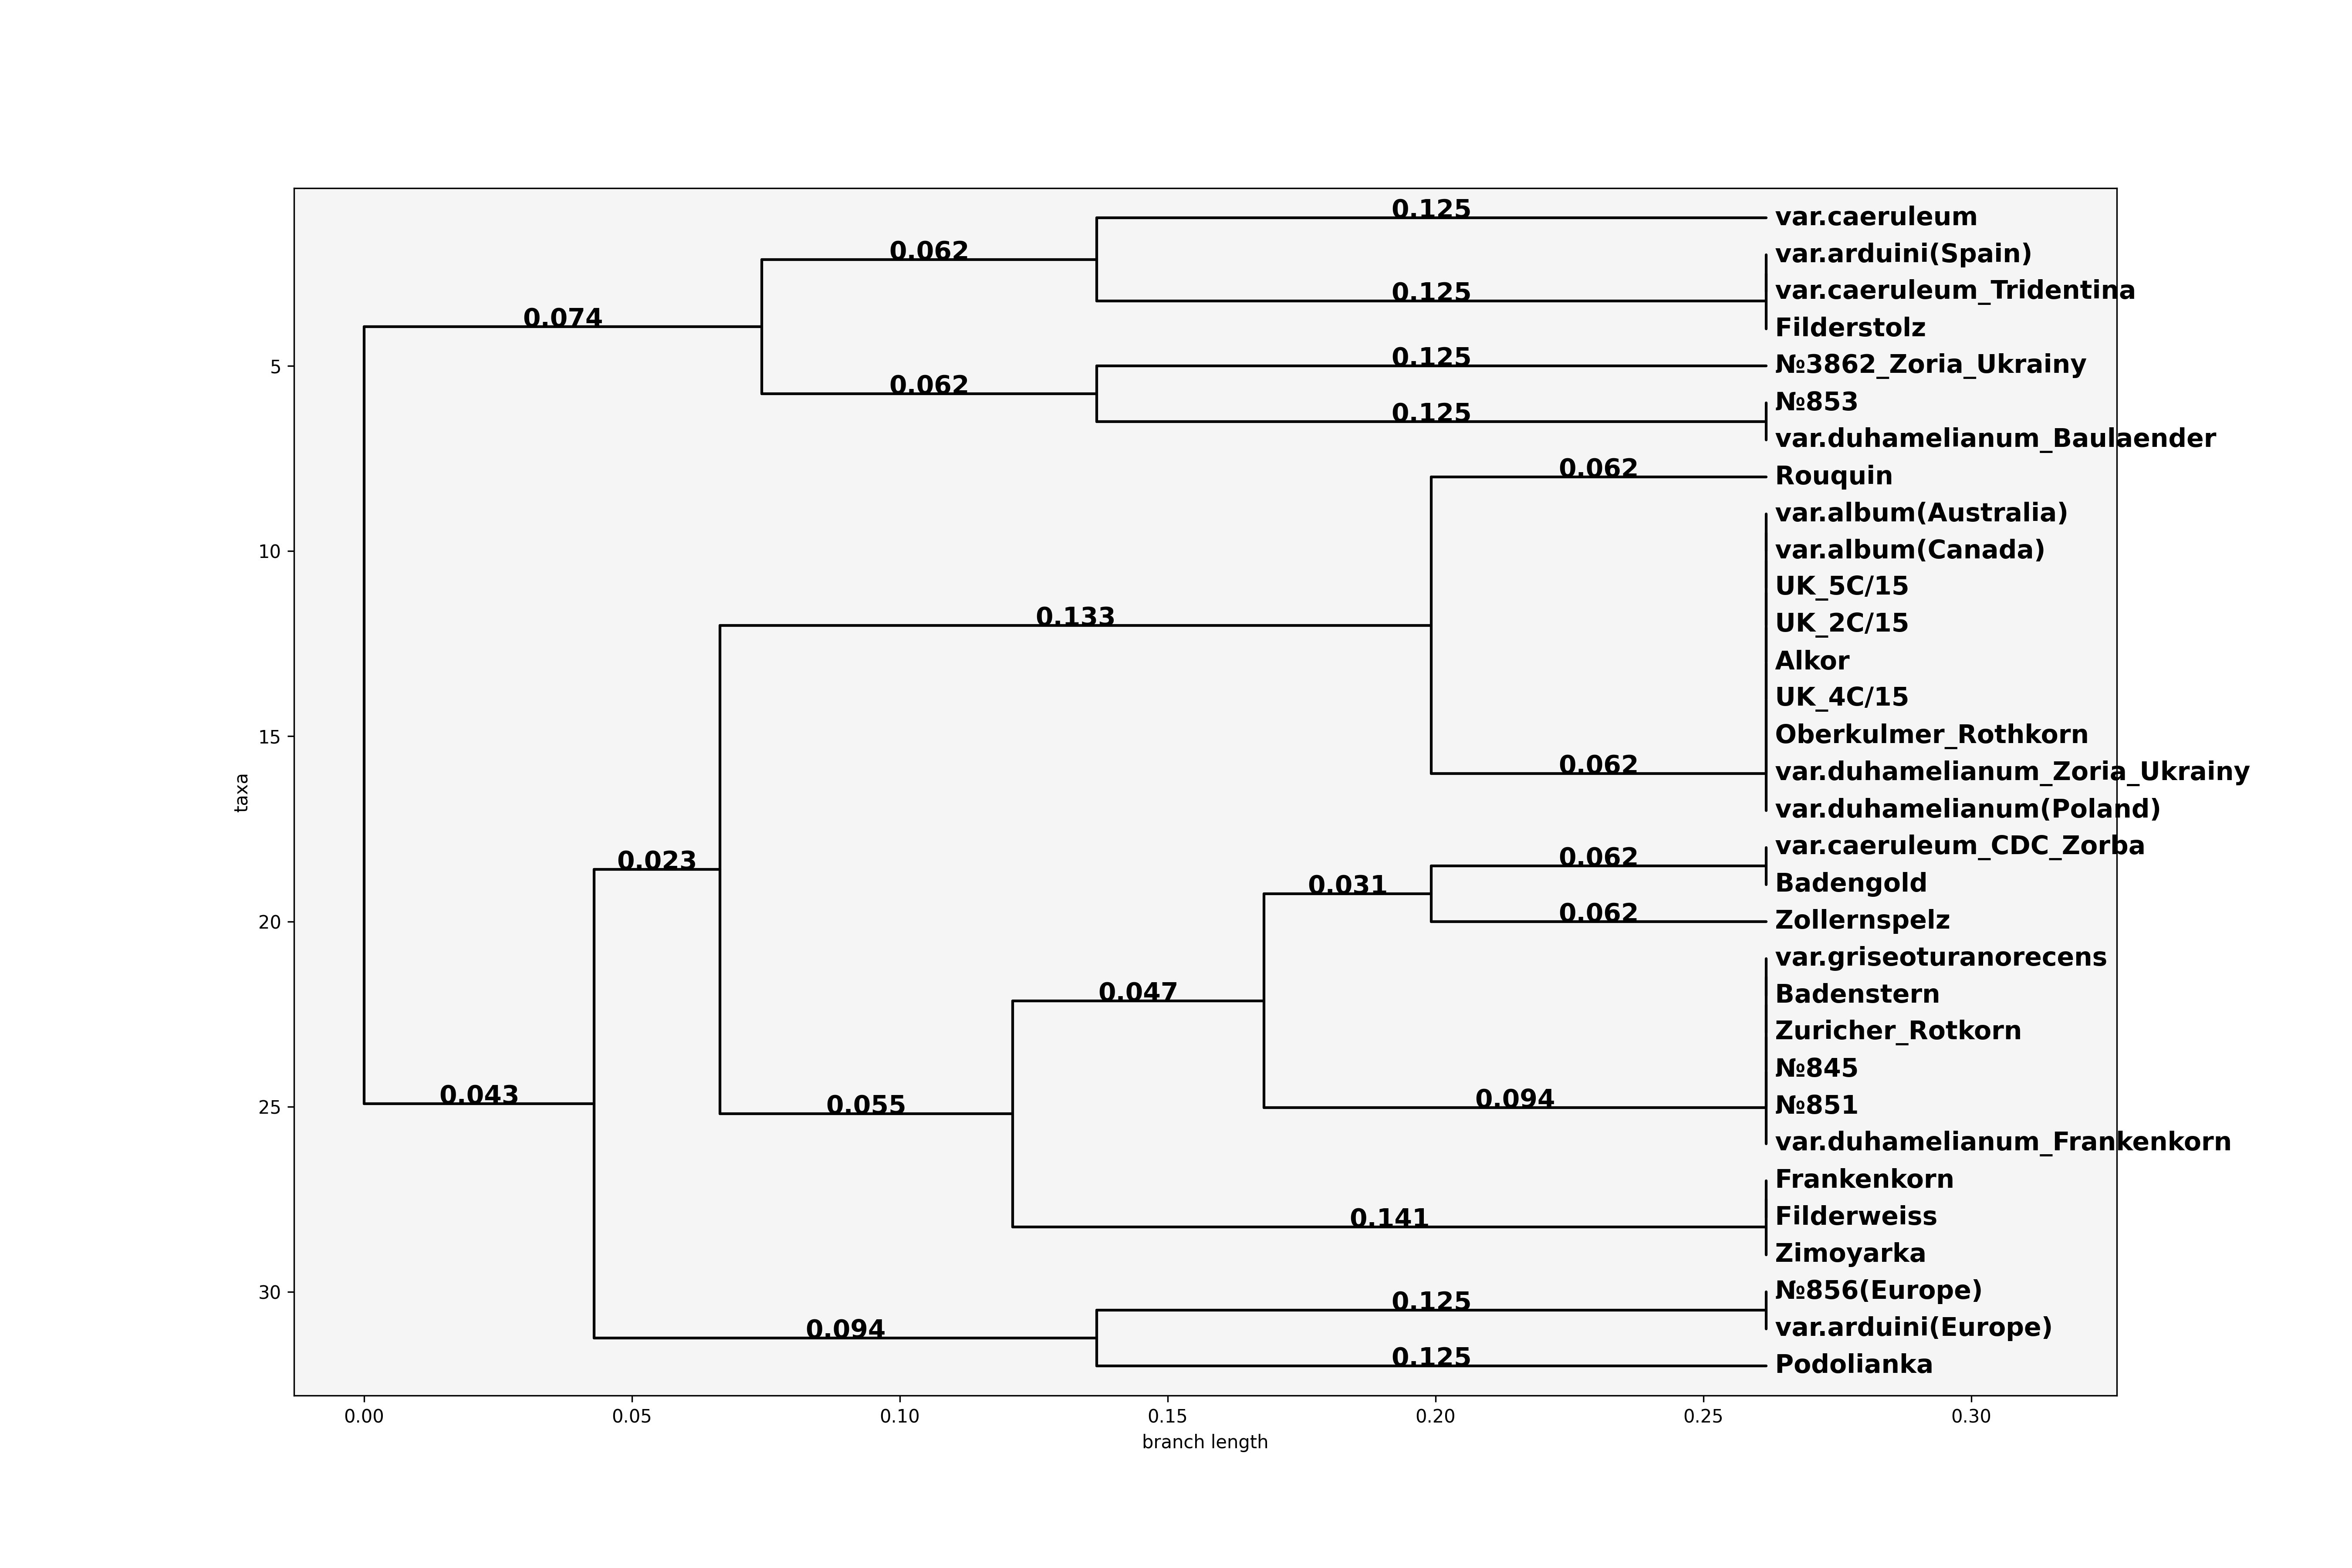 0.125 var.caeruleum
var.arduini(Spain)
0.062
0.125 var.caeruleum_Tridentina
0.074 Filderstolz
5 0.125 №3862_Zoria_Ukrainy
0.062
0.125 №853
var.duhamelianum_Baulaender
0.062 Rouquin
var.album(Australia)
10 var.album(Canada)
UK_5C/15
0.133 UK_2C/15
Alkor
UK_4C/15
15 Oberkulmer_Rothkorn
0.062 var.duhamelianum_Zoria_Ukrainy
taxa
var.duhamelianum(Poland)
var.caeruleum_CDC_Zorba
0.023 0.062
0.031 Badengold
20 0.062 Zollernspelz
var.griseoturanorecens
0.047 Badenstern
Zuricher_Rotkorn
№845
25 0.043 0.055 0.094 №851
var.duhamelianum_Frankenkorn
Frankenkorn
0.141 Filderweiss
Zimoyarka
30 №856(Europe)
0.125
0.094 var.arduini(Europe)
0.125 Podolianka
0.00 0.05 0.10 0.15 0.20 0.25 0.30
branch length